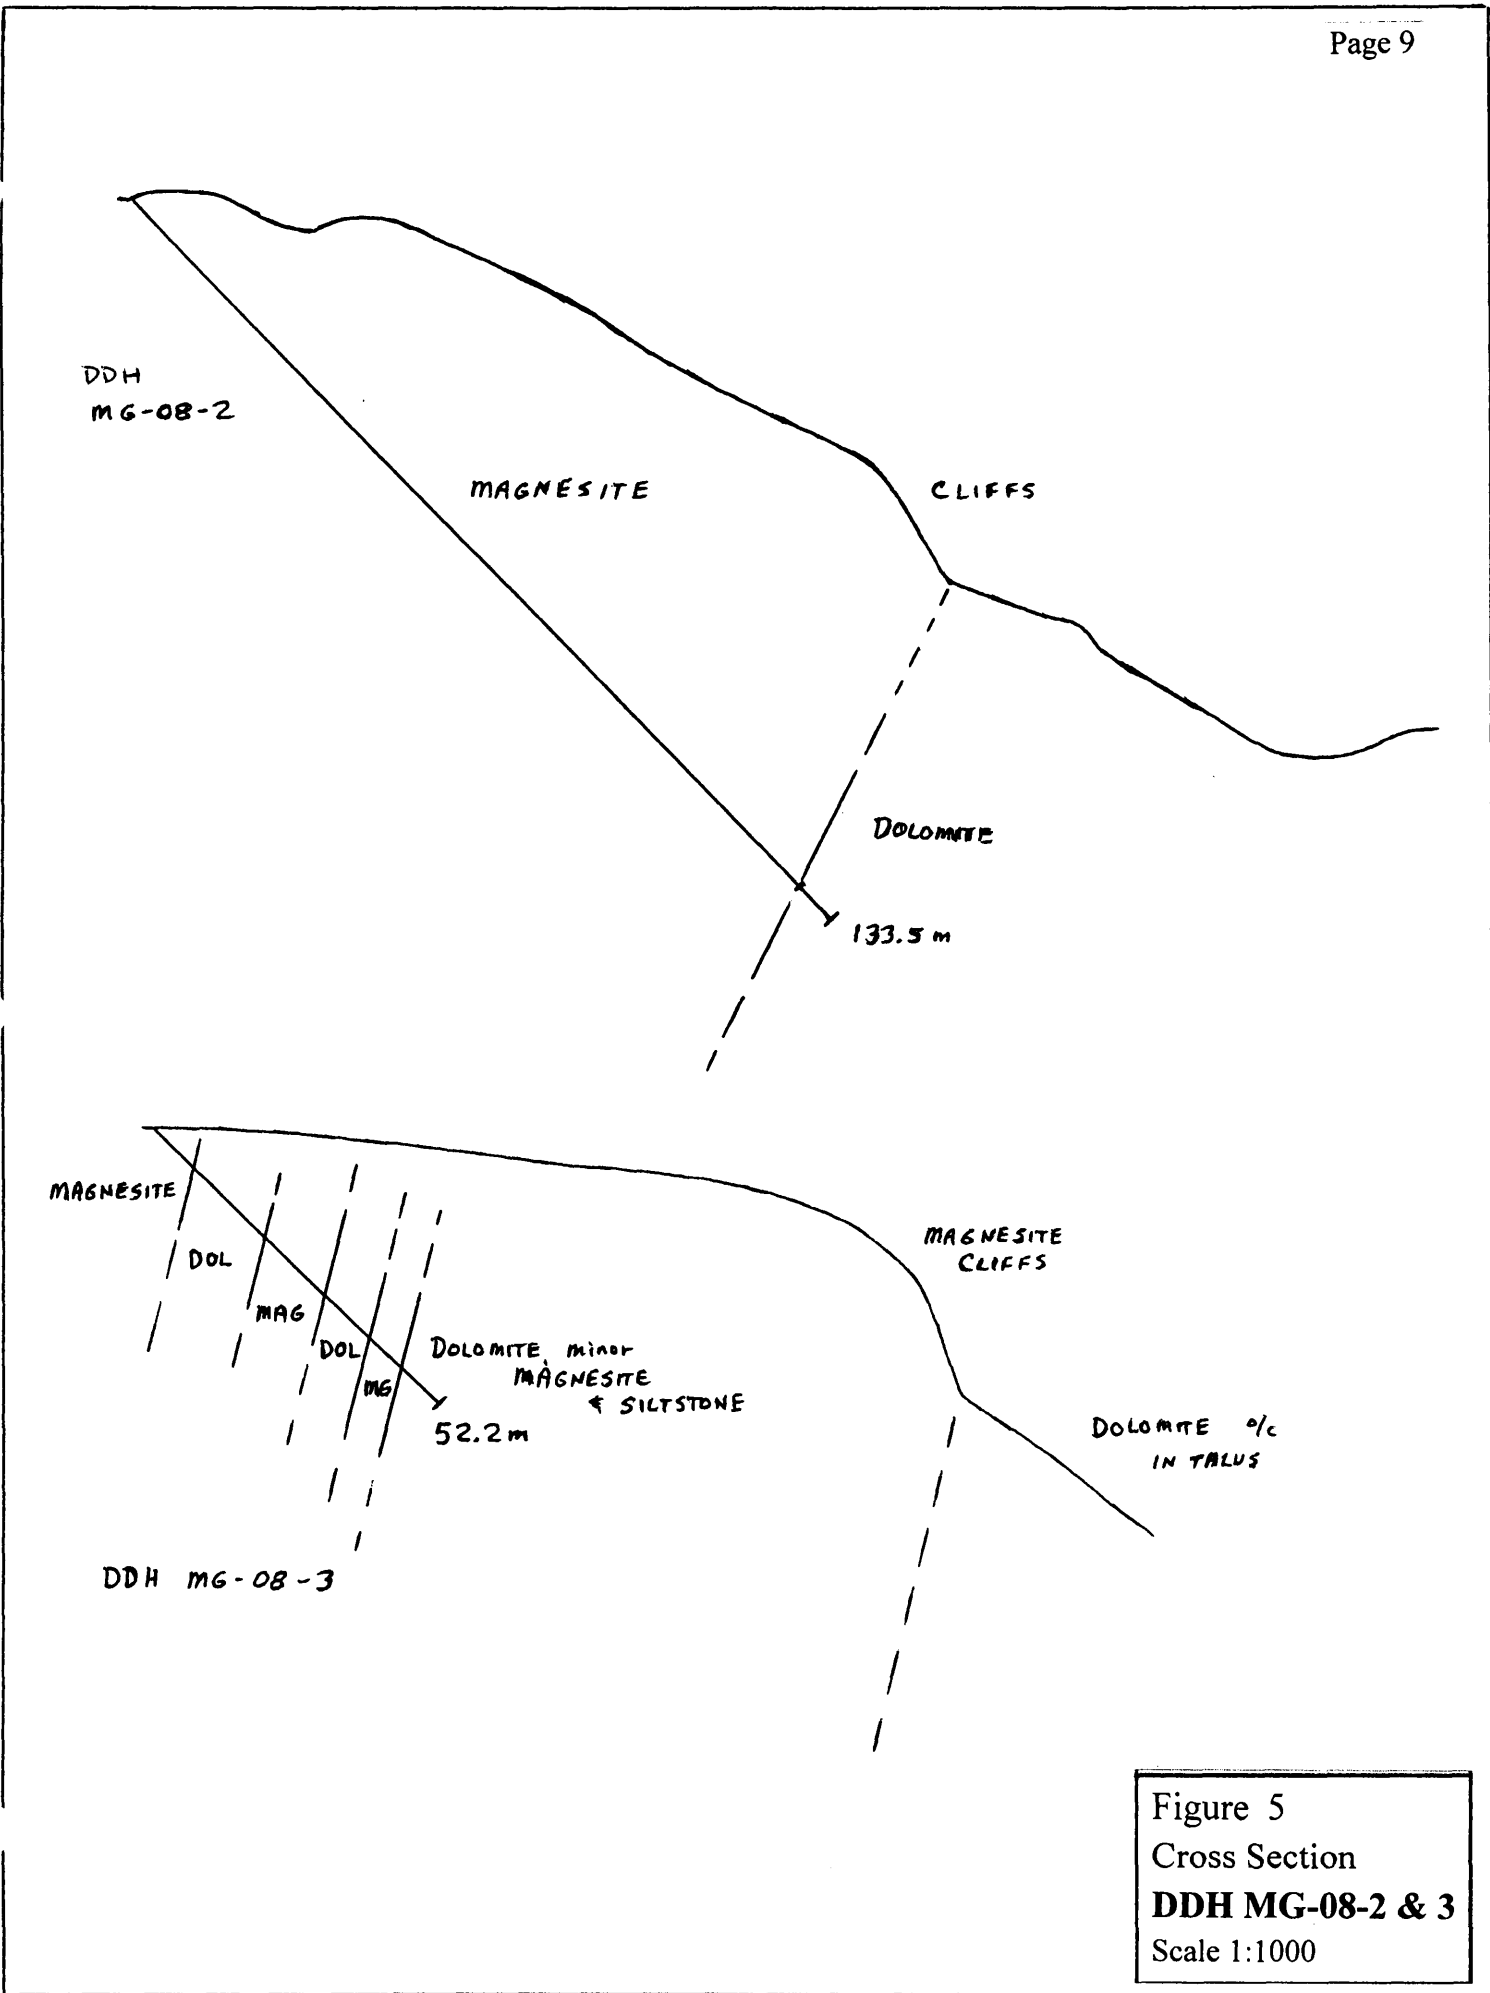 Page 9
DDH
MG-08-2
MAGNESITE
CLIFFS
DOLOMITE
133.5 m
MAGNESITE
DOL
MAG
DOL
MG
DOLOMITE, minor
MAGNESITE
& SILTSTONE
52.2 m
MAGNESITE
CLIFFS
DOLOMITE o/c
IN TALUS
DDH MG-08-3
Figure 5
Cross Section
DDH MG-08-2 & 3
Scale 1:1000